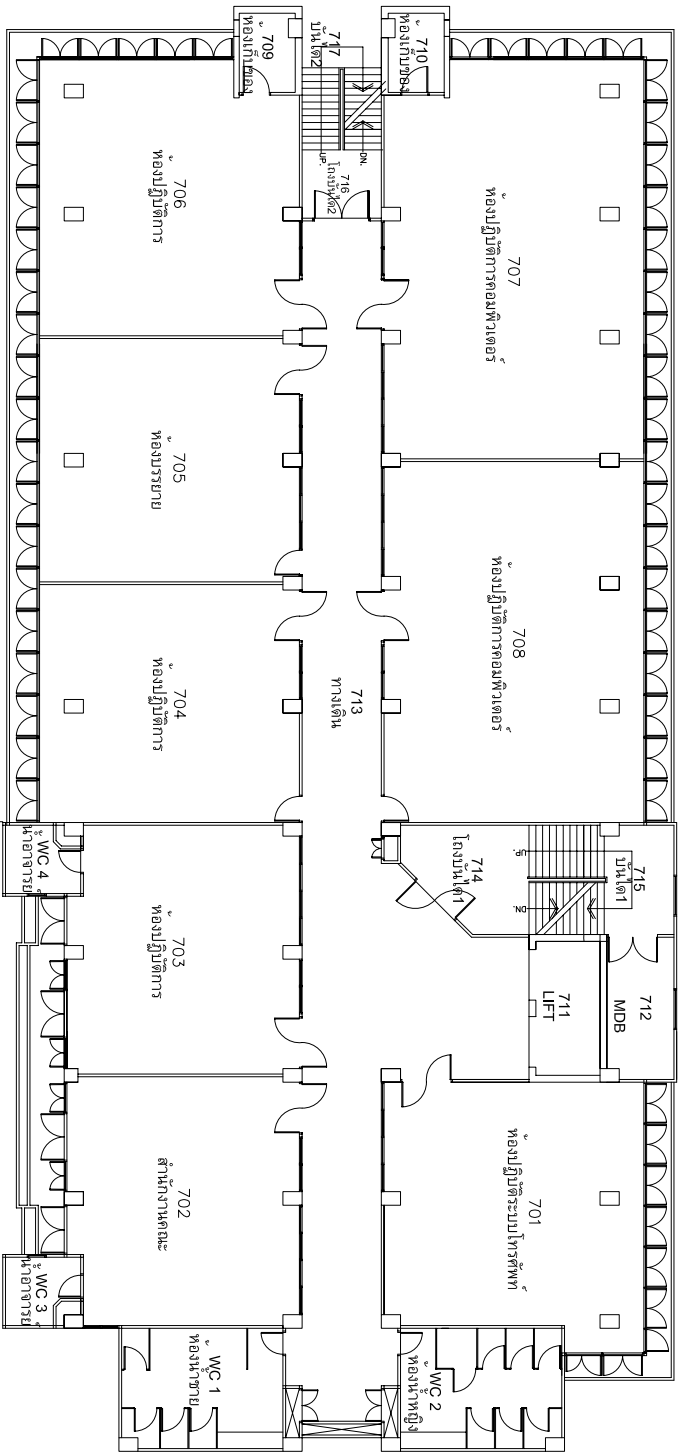 709
ห้องเก็บของ
717
บันได2
710
ห้องเก็บของ
UP.
DN.
716
โถงบันได2
706
ห้องปฏิบัติการ
707
ห้องปฏิบัติการคอมพิวเตอร์
705
ห้องบรรยาย
704
ห้องปฏิบัติการ
713
ทางเดิน
708
ห้องปฏิบัติการคอมพิวเตอร์
WC 4
น้ำอาจารย์
703
ห้องปฏิบัติการ
714
โถงบันได1
UP.
DN.
715
บันได1
711
LIFT
712
MDB
702
สำนักงานคณะ
701
ห้องปฏิบัติระบบโทรศัพท์
WC 3
น้ำอาจารย์
WC 1
ห้องน้ำชาย
WC 2
ห้องน้ำหญิง